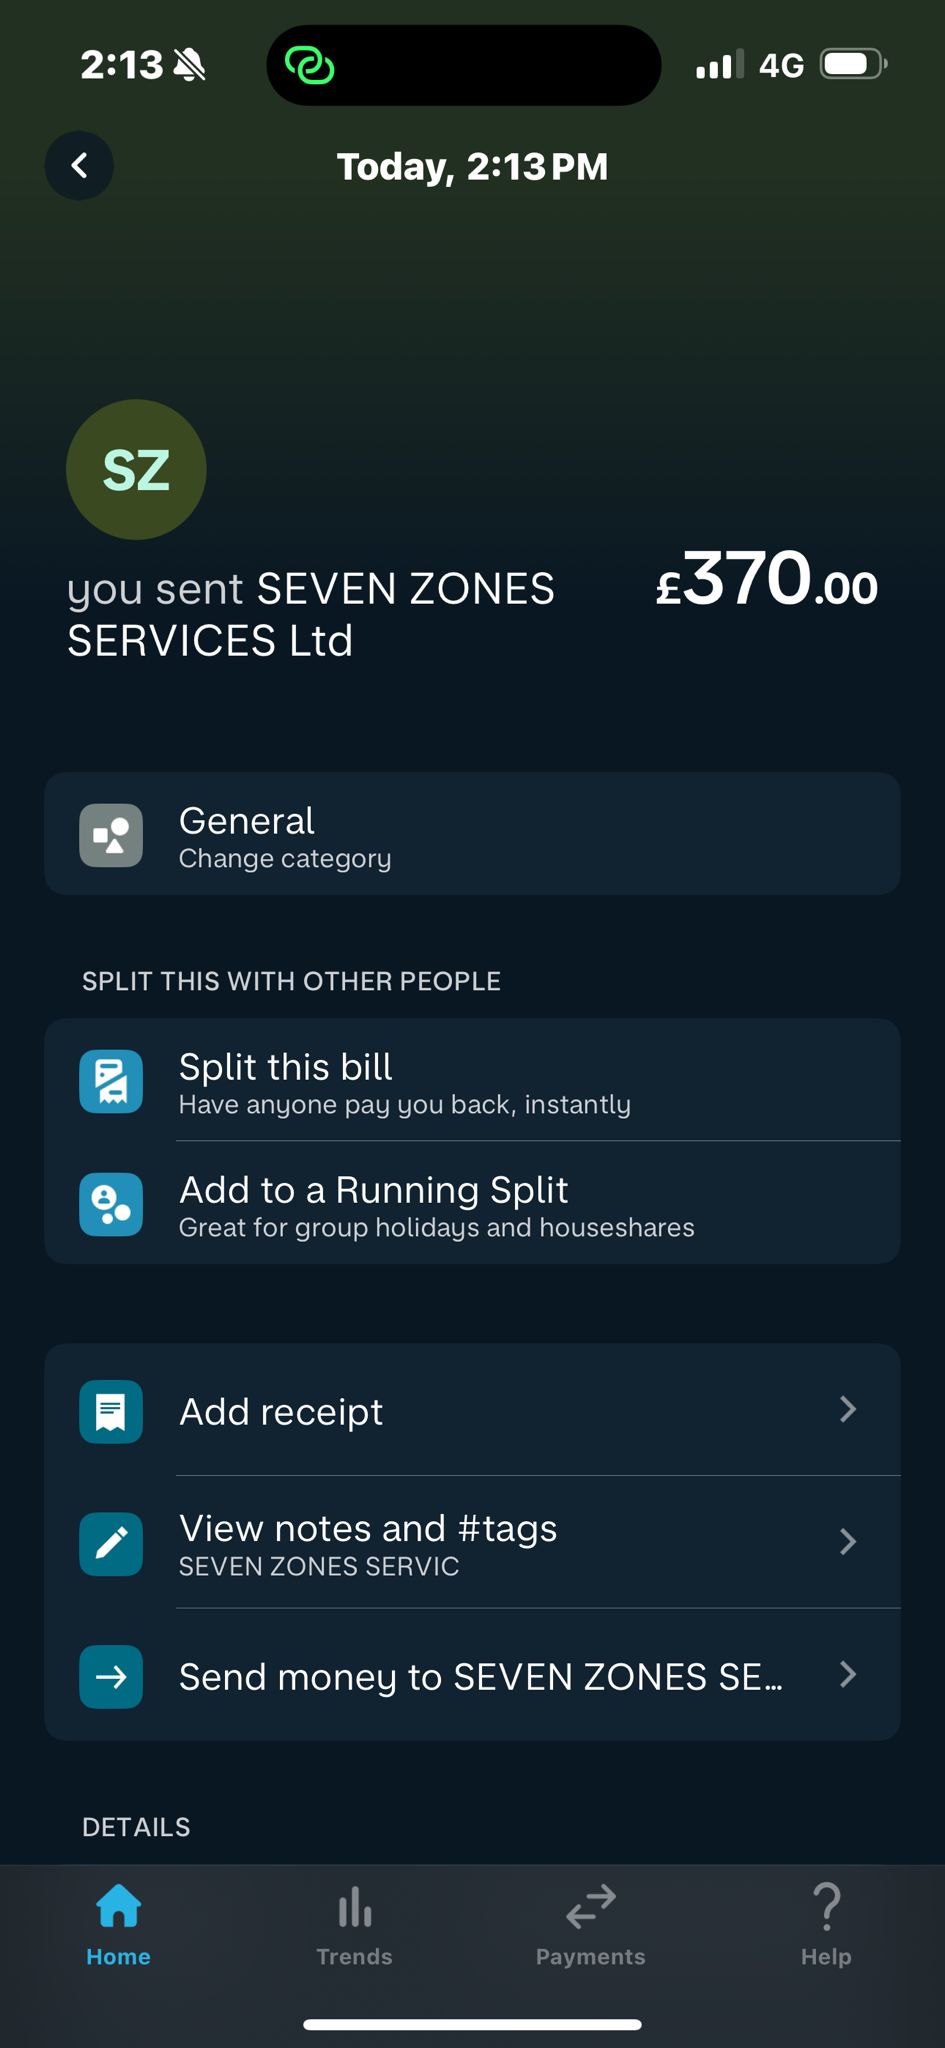 2:13
4G
Today, 2:13 PM
SZ
you sent SEVEN ZONES
SERVICES Ltd
£370.00
General
Change category
SPLIT THIS WITH OTHER PEOPLE
Split this bill
Have anyone pay you back, instantly
Add to a Running Split
Great for group holidays and houseshares
Add receipt
View notes and #tags
SEVEN ZONES SERVIC
Send money to SEVEN ZONES SE...
DETAILS
Home
Trends
Payments
Help